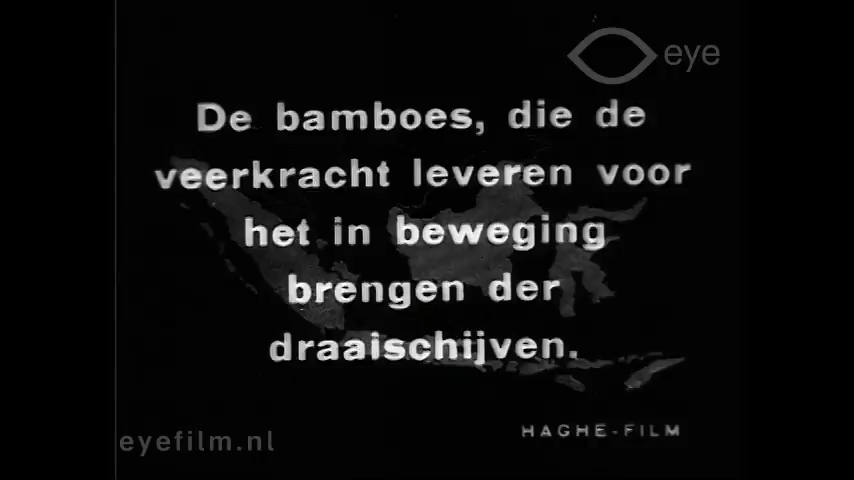 eye
De bamboes, die de
veerkracht leveren voor
het in beweging
brengen der
draaischijven.
HAGHE-FILM
eyefilm.nl